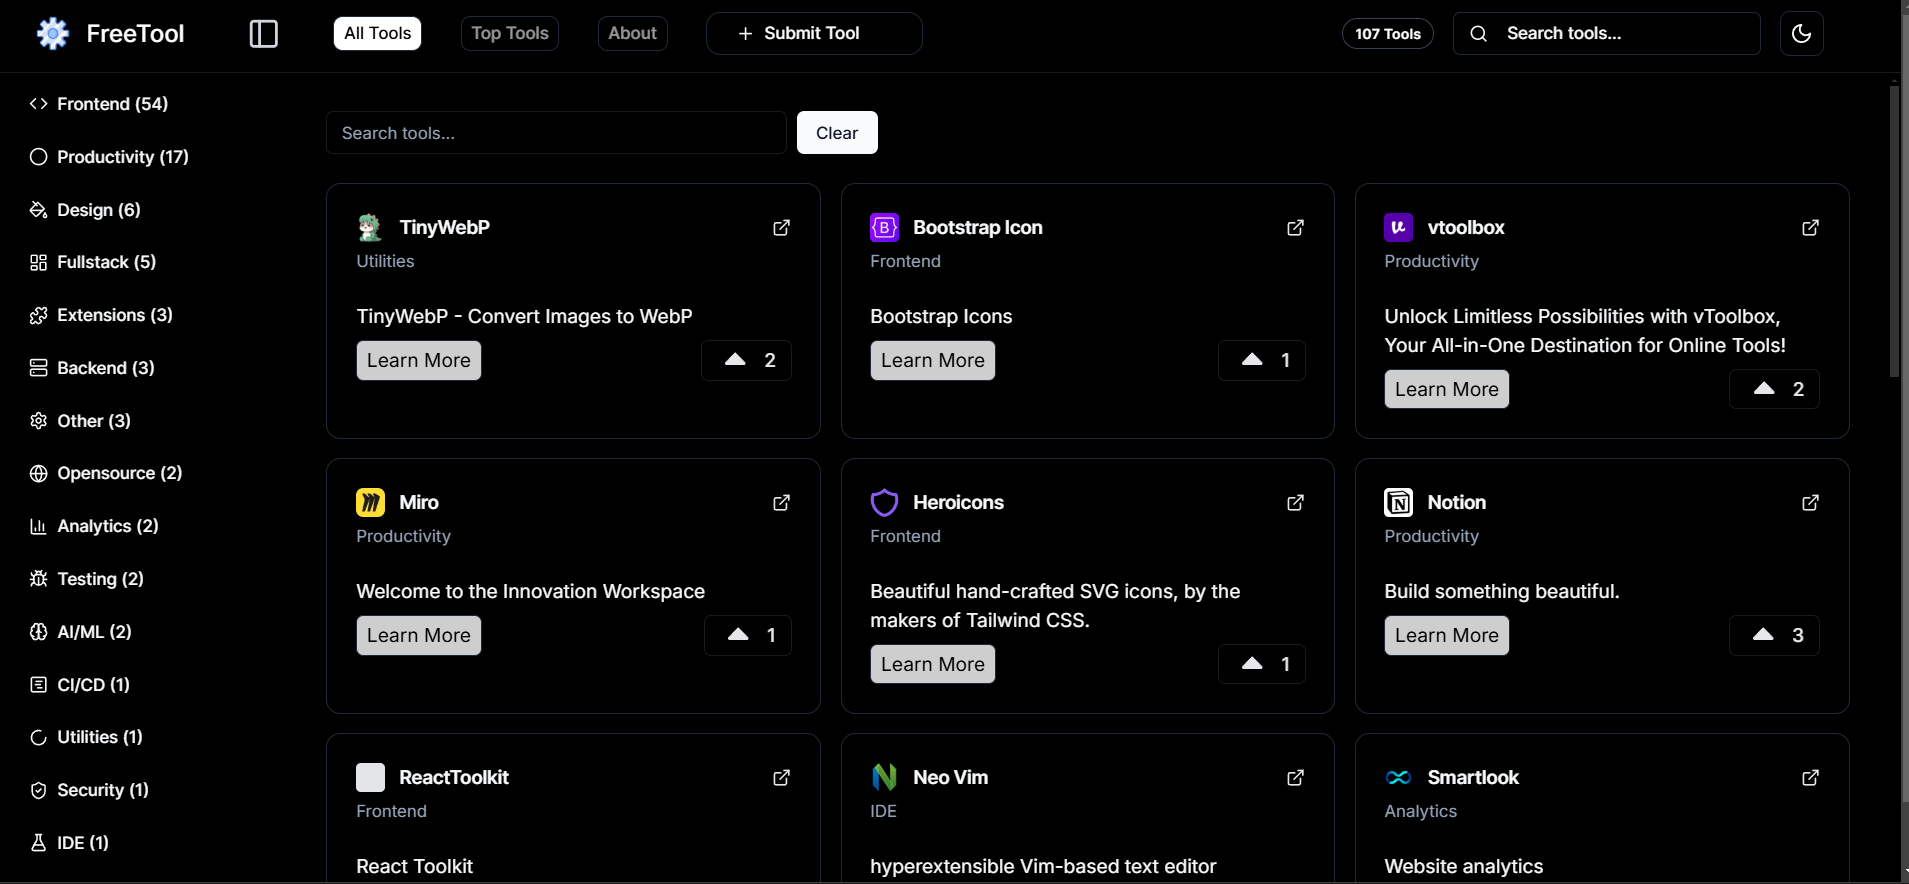 FreeTool
All Tools
Top Tools
About
Submit Tool
107 Tools
Search tools...
Frontend (54)
Productivity (17)
Design (6)
Fullstack (5)
Extensions (3)
Backend (3)
Other (3)
Opensource (2)
Analytics (2)
Testing (2)
AI/ML (2)
CI/CD (1)
Utilities (1)
Security (1)
IDE (1)
Search tools...
Clear
TinyWebP
Utilities
TinyWebP - Convert Images to WebP
Learn More
2
B
Bootstrap Icon
Frontend
Bootstrap Icons
Learn More
1
vtoolbox
Productivity
Unlock Limitless Possibilities with vToolbox,
Your All-in-One Destination for Online Tools!
Learn More
2
Miro
Productivity
Welcome to the Innovation Workspace
Learn More
1
Heroicons
Frontend
Beautiful hand-crafted SVG icons, by the
makers of Tailwind CSS.
Learn More
1
N
Notion
Productivity
Build something beautiful.
Learn More
3
ReactToolkit
Frontend
React Toolkit
Neo Vim
IDE
hyperextensible Vim-based text editor
Smartlook
Analytics
Website analytics